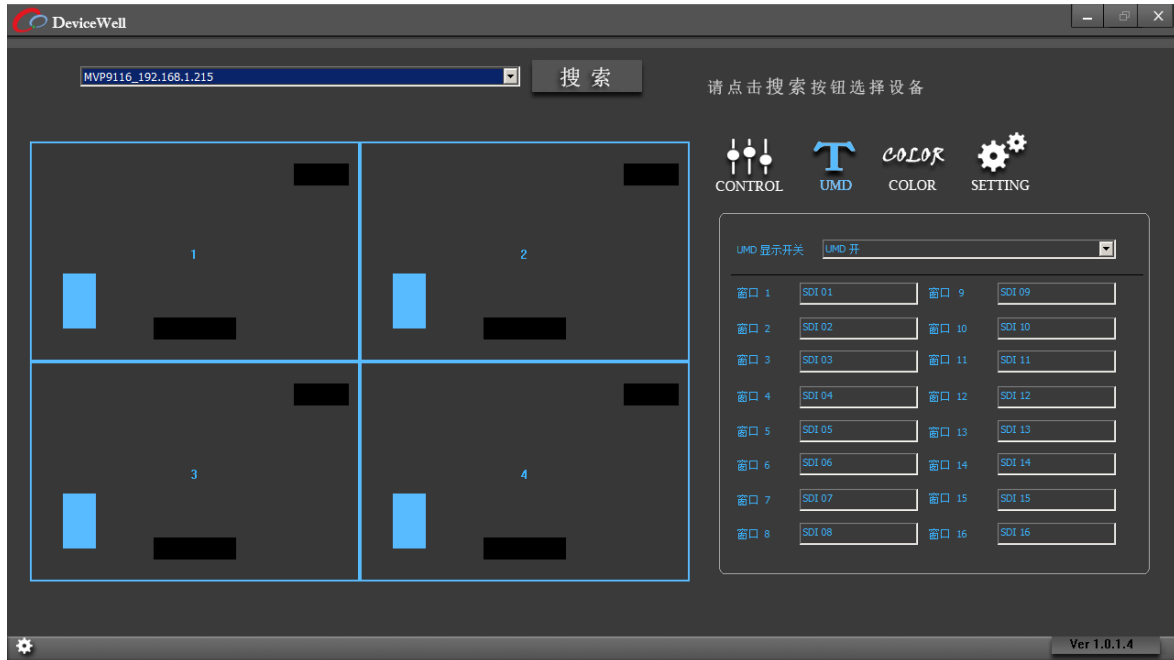 DeviceWell
MVP9116_192.168.1.215
搜索
请点击搜索按钮选择设备
CONTROL
UMD
COLOR
COLOR
SETTING
UMD 显示开关 UMD 开
窗口 1 SDI 01 窗口 9 SDI 09
窗口 2 SDI 02 窗口 10 SDI 10
窗口 3 SDI 03 窗口 11 SDI 11
窗口 4 SDI 04 窗口 12 SDI 12
窗口 5 SDI 05 窗口 13 SDI 13
窗口 6 SDI 06 窗口 14 SDI 14
窗口 7 SDI 07 窗口 15 SDI 15
窗口 8 SDI 08 窗口 16 SDI 16
1
2
3
4
Ver 1.0.1.4